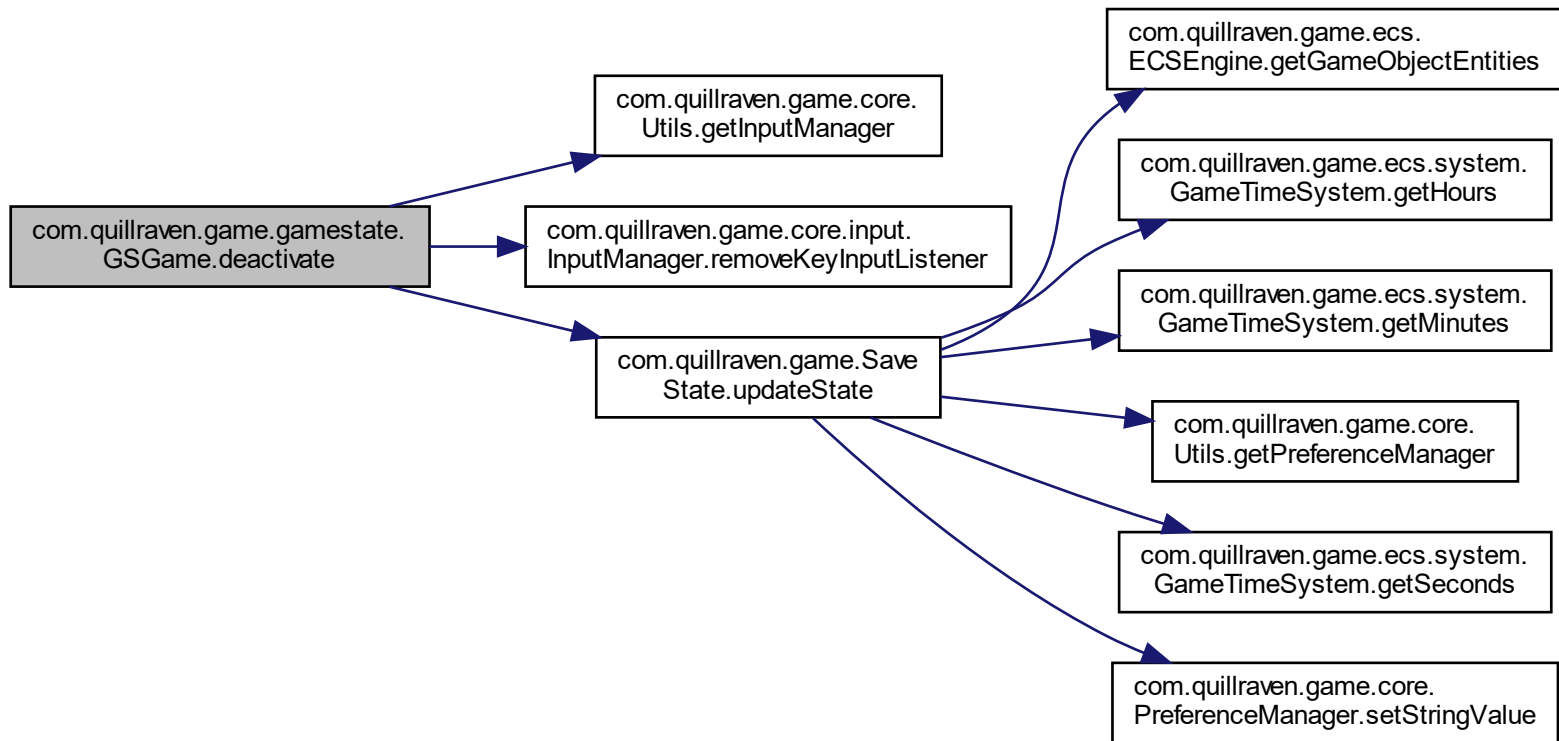 com.quillraven.game.gamestate.
GSGame.deactivate
com.quillraven.game.core.
Utils.getInputManager
com.quillraven.game.core.input.
InputManager.removeKeyInputListener
com.quillraven.game.Save
State.updateState
com.quillraven.game.ecs.
ECSEngine.getGameObjectEntities
com.quillraven.game.ecs.system.
GameTimeSystem.getHours
com.quillraven.game.ecs.system.
GameTimeSystem.getMinutes
com.quillraven.game.core.
Utils.getPreferenceManager
com.quillraven.game.ecs.system.
GameTimeSystem.getSeconds
com.quillraven.game.core.
PreferenceManager.setStringValue